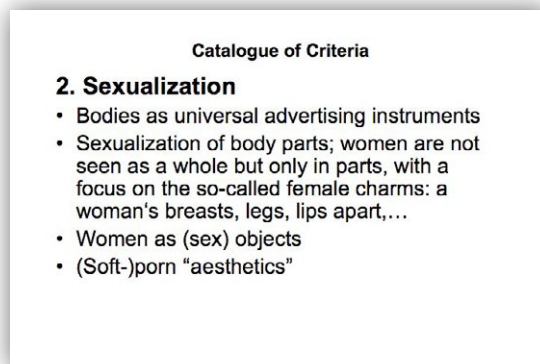 Catalogue of Criteria
2. Sexualization
• Bodies as universal advertising instruments
• Sexualization of body parts; women are not
seen as a whole but only in parts, with a
focus on the so-called female charms: a
woman‘s breasts, legs, lips apart,…
• Women as (sex) objects
• (Soft-)porn “aesthetics”